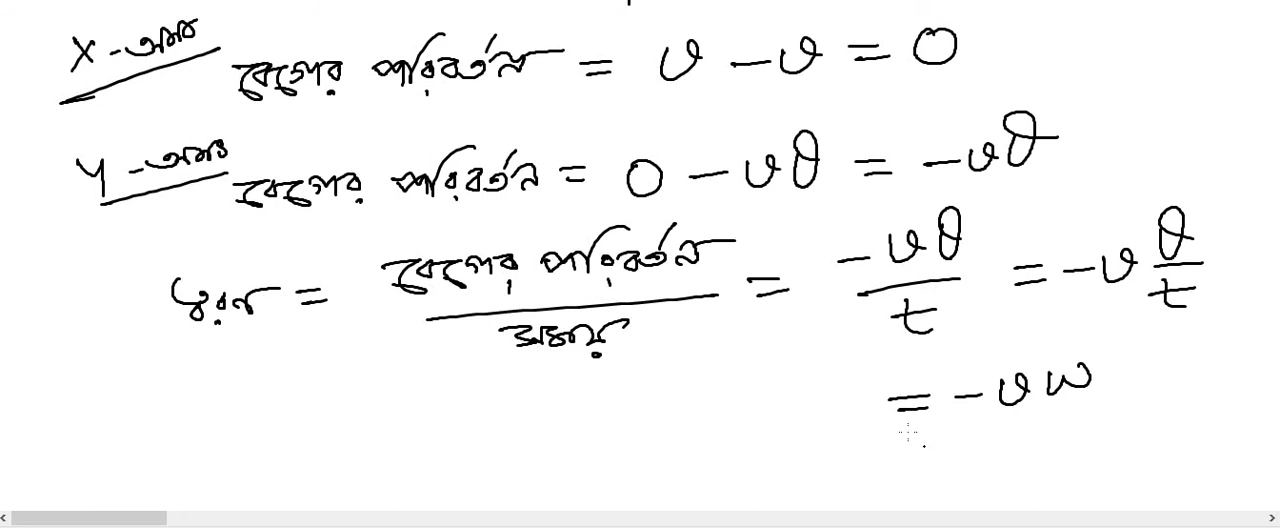 X-অক্ষ বেগের পরিবর্তন = v - v = 0
Y-অক্ষ বেগের পরিবর্তন = 0 - vθ = -vθ
ত্বরণ = বেগের পরিবর্তন / সময় = -vθ / t = -v θ / t
= -vω